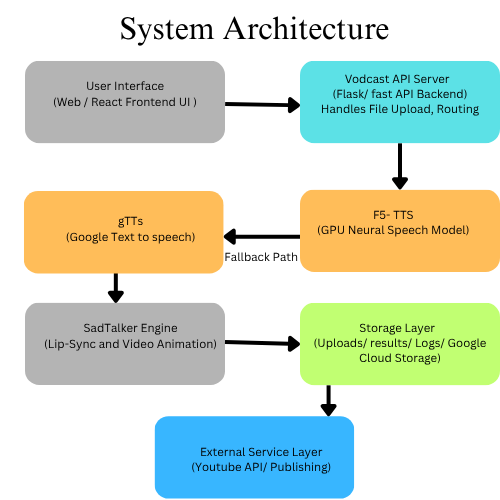 System Architecture
User Interface
(Web / React Frontend UI )
Vodcast API Server
(Flask/ fast API Backend)
Handles File Upload, Routing
gTTs
(Google Text to speech)
F5- TTS
(GPU Neural Speech Model)
Fallback Path
SadTalker Engine
(Lip-Sync and Video Animation)
Storage Layer
(Uploads/ results/ Logs/ Google
Cloud Storage)
External Service Layer
(Youtube API/ Publishing)